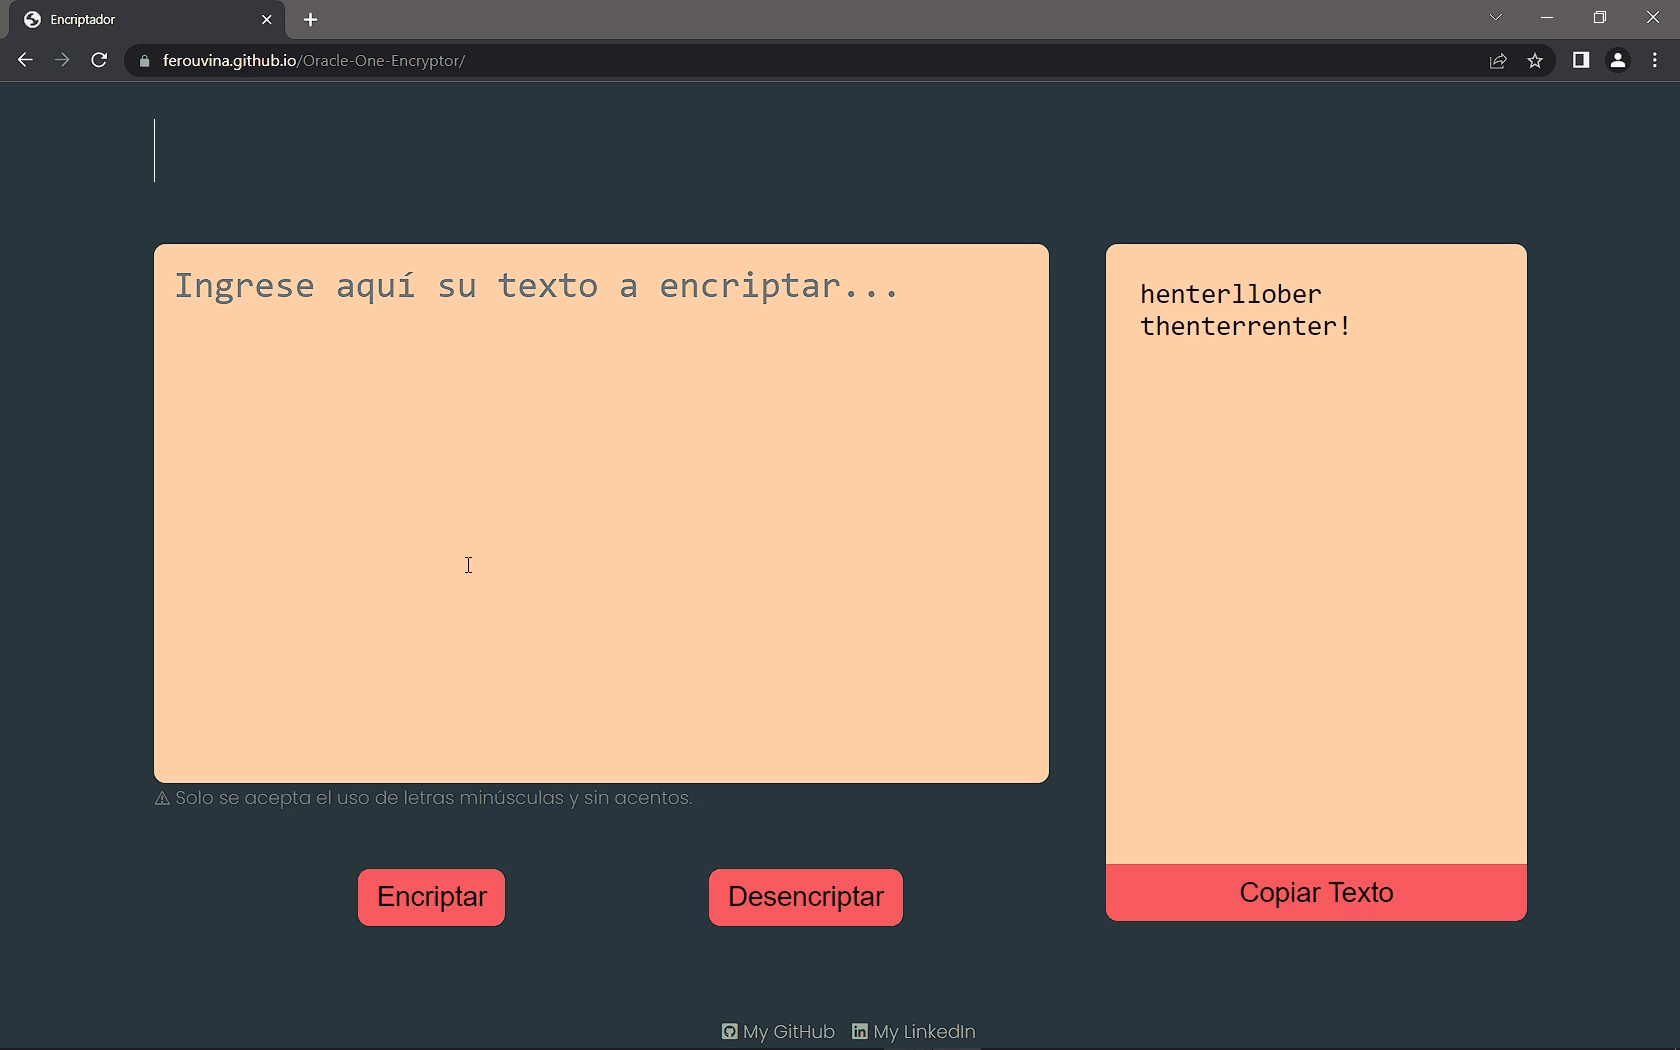 Encriptador
ferouvina.github.io/Oracle-One-Encryptor/
Ingrese aquí su texto a encriptar...
henterllober
thenterrenter!
⚠ Solo se acepta el uso de letras minúsculas y sin acentos.
Encriptar
Desencriptar
Copiar Texto
My GitHub
My LinkedIn